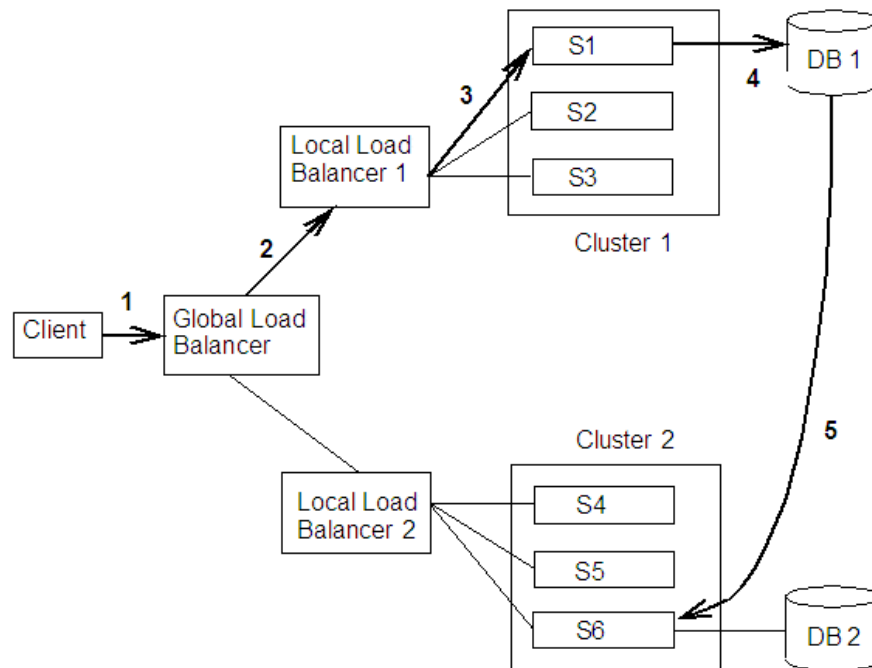 S1
DB 1
4
3
S2
Local Load
Balancer 1
S3
Cluster 1
2
1
Client
Global Load
Balancer
5
Cluster 2
Local Load
Balancer 2
S4
S5
S6
DB 2